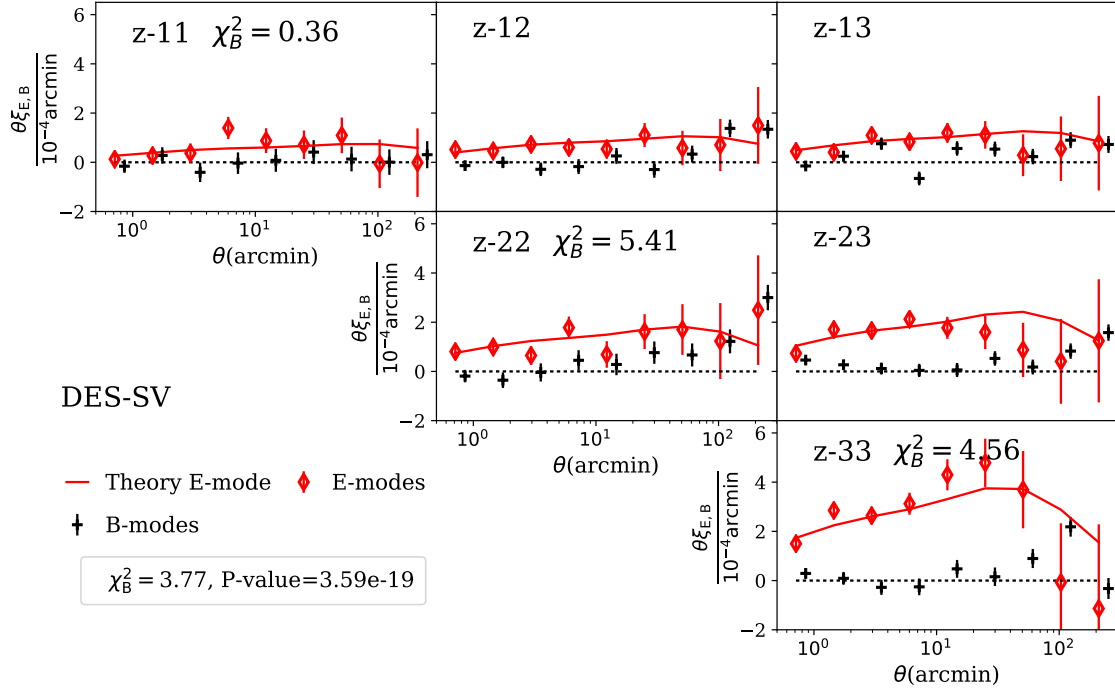 z-11 χ²_B = 0.36
z-12
z-13
θξ_E,B / 10⁻⁴arcmin
6
4
2
0
−2
10⁰ 10¹ 10²
θ(arcmin)
z-22 χ²_B = 5.41
z-23
θξ_E,B / 10⁻⁴arcmin
6
4
2
0
−2
10⁰ 10¹ 10²
θ(arcmin)
DES-SV
z-33 χ²_B = 4.56
θξ_E,B / 10⁻⁴arcmin
6
4
2
0
−2
10⁰ 10¹ 10²
θ(arcmin)
Theory E-mode
E-modes
B-modes
χ²_B = 3.77, P-value=3.59e-19